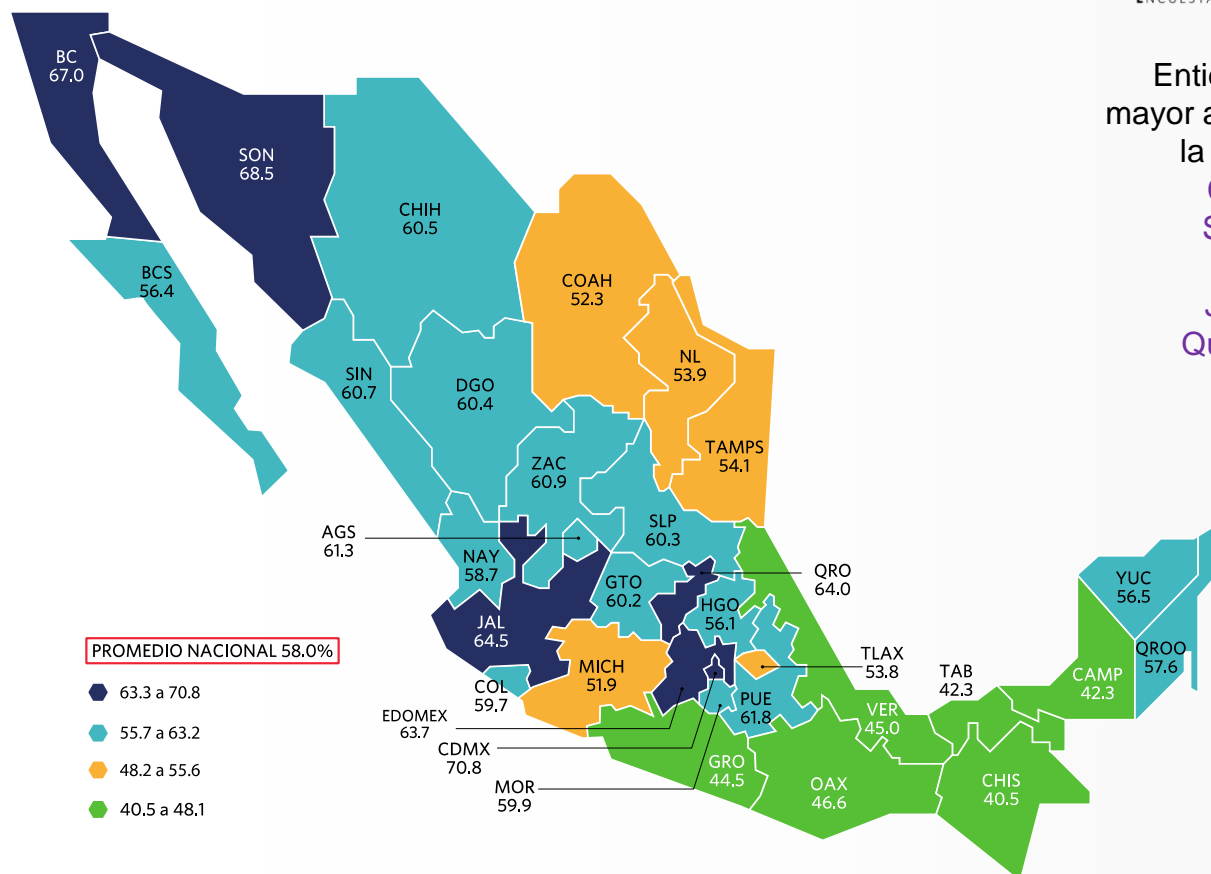 BC
67.0
SON
68.5
CHIH
60.5
BCS
56.4
COAH
52.3
SIN
60.7
DGO
60.4
NL
53.9
TAMPS
54.1
ZAC
60.9
AGS
61.3
NAY
58.7
SLP
60.3
QRO
64.0
GTO
60.2
HGO
56.1
YUC
56.5
JAL
64.5
QROO
57.6
MICH
51.9
TLAX
53.8
TAB
42.3
CAMP
42.3
COL
59.7
EDOMEX
63.7
PUE
61.8
VER
45.0
CDMX
70.8
MOR
59.9
GRO
44.5
OAX
46.6
CHIS
40.5
PROMEDIO NACIONAL 58.0%
63.3 a 70.8
55.7 a 63.2
48.2 a 55.6
40.5 a 48.1
mayor a
la